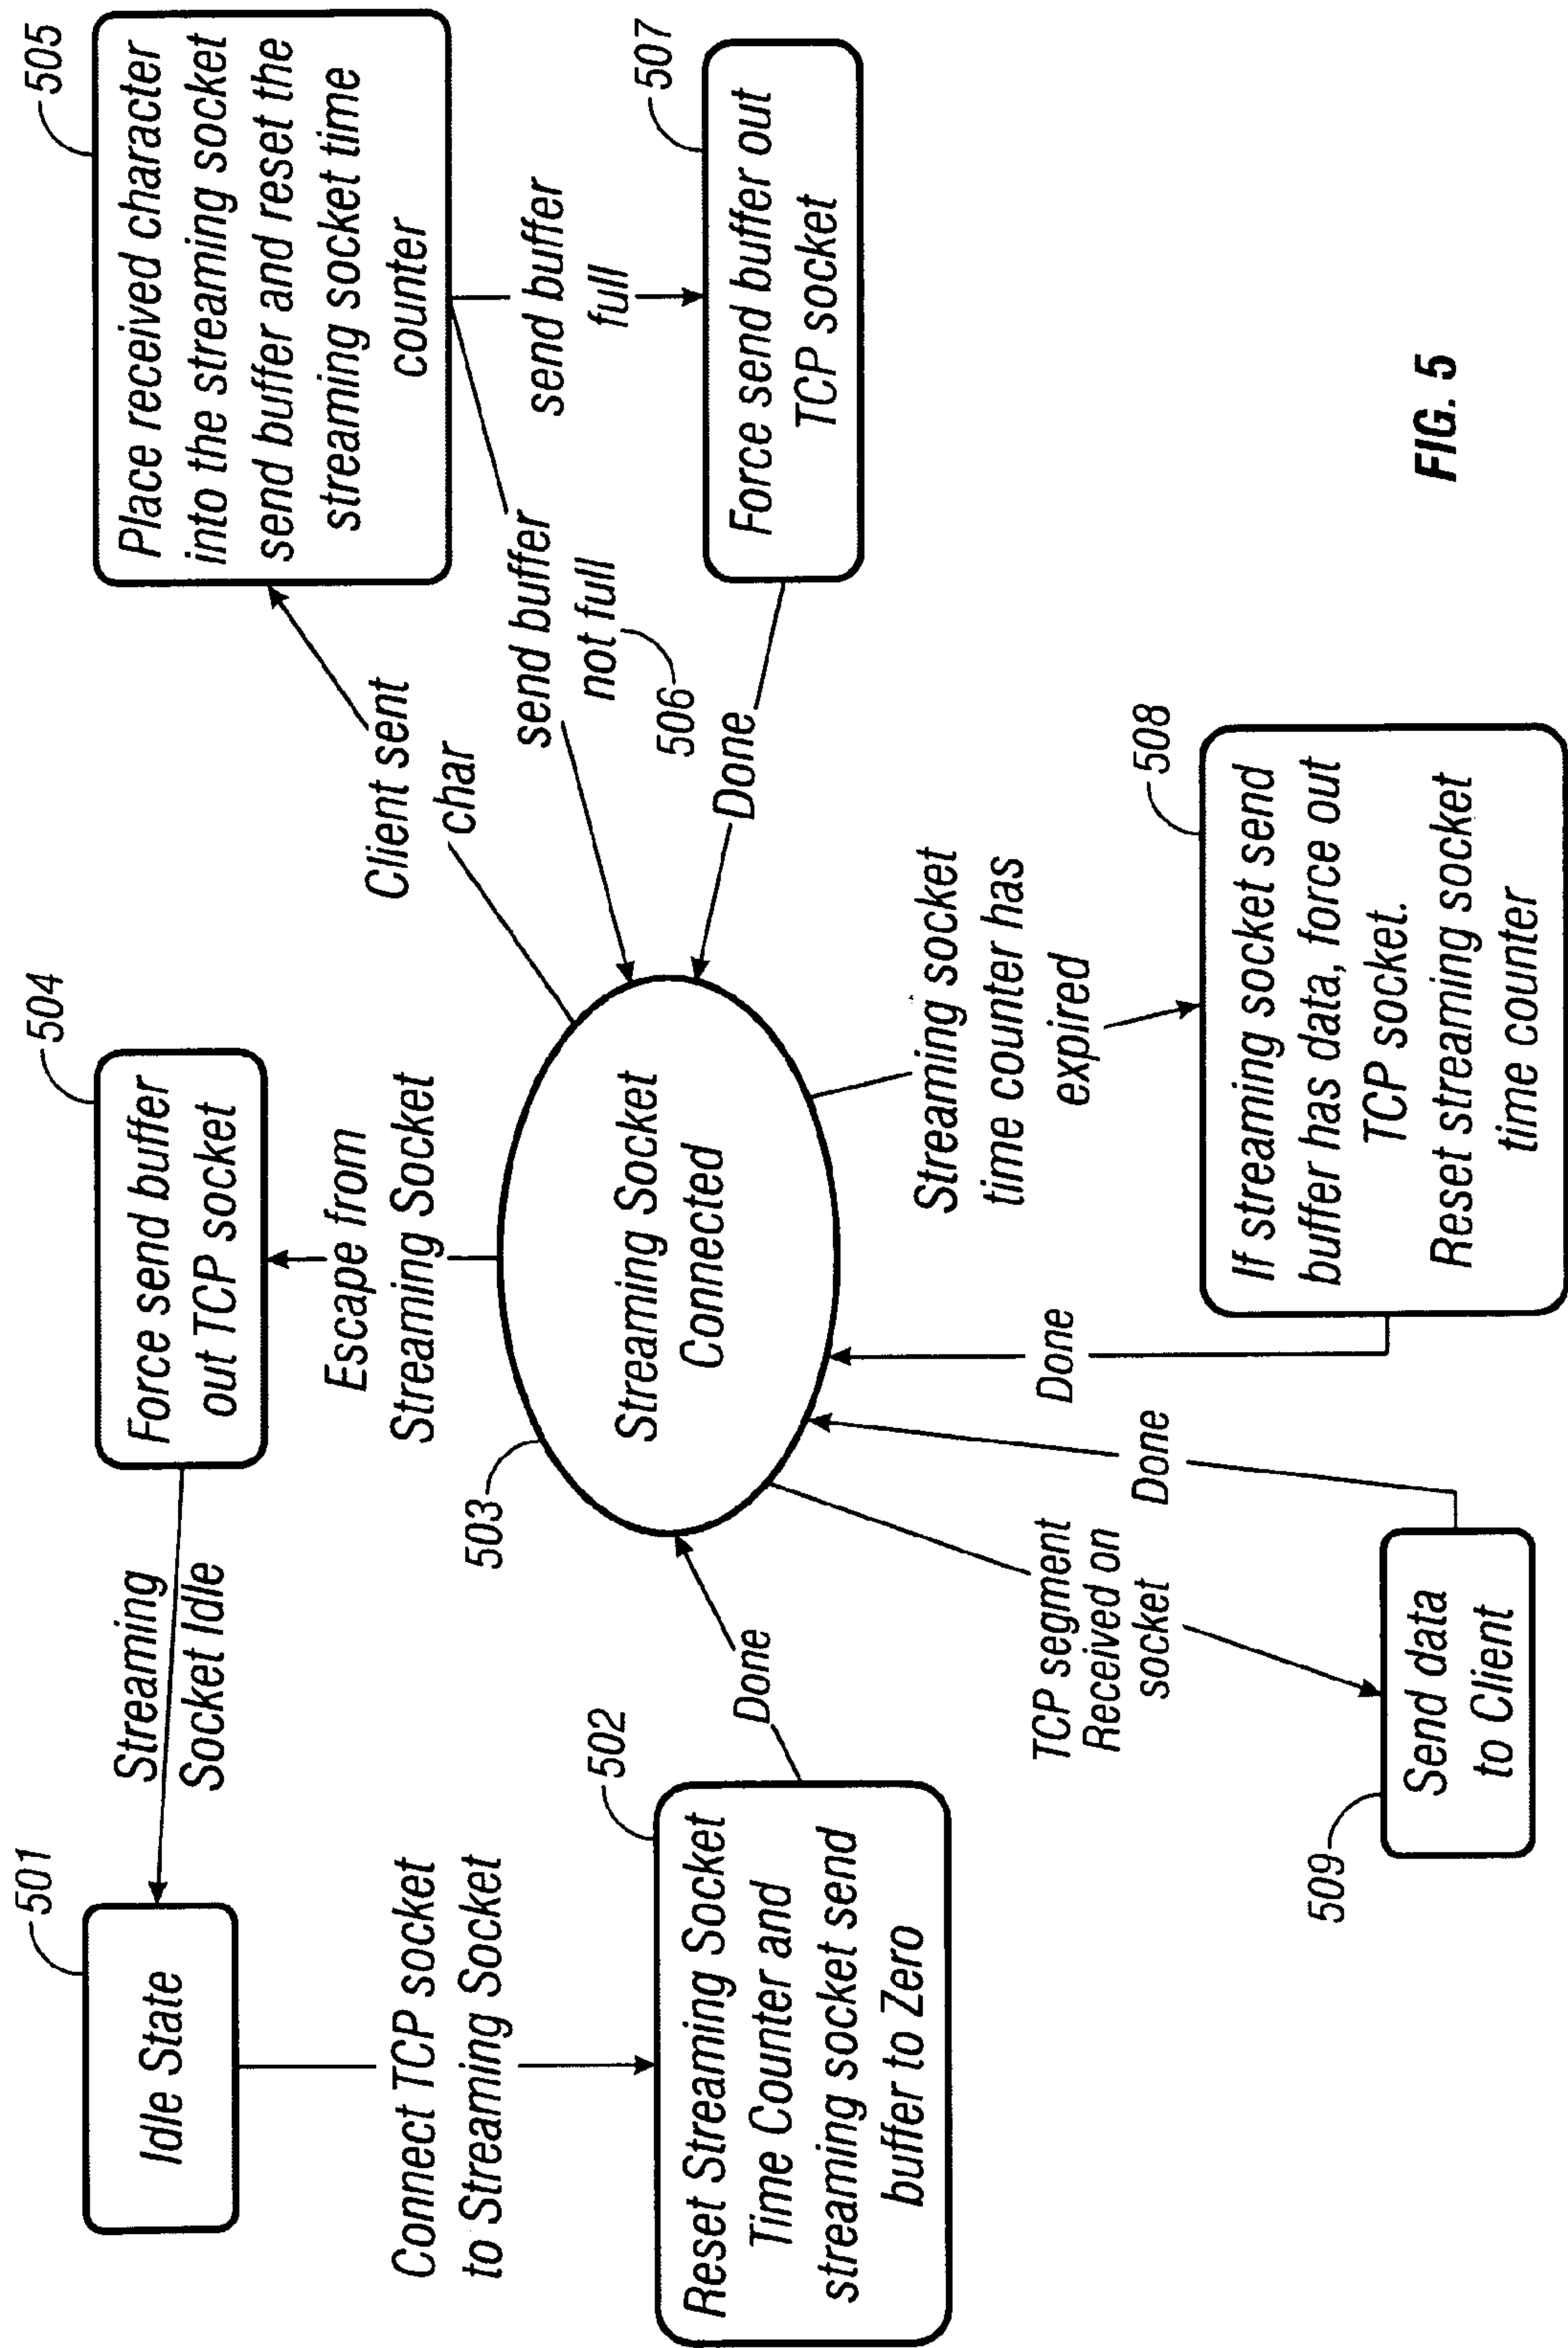 501
Idle State
Connect TCP socket
to Streaming Socket
502
Reset Streaming Socket
Time Counter and
streaming socket send
buffer to Zero
Done
Streaming
Socket Idle
504
Force send buffer
out TCP socket
Escape from
Streaming Socket
503
Streaming Socket
Connected
Client sent
char
505
Place received character
into the streaming socket
send buffer and reset the
streaming socket time
counter
send buffer
not full
506
send buffer
full
507
Force send buffer out
TCP socket
Done
Streaming socket
time counter has
expired
508
If streaming socket send
buffer has data, force out
TCP socket.
Reset streaming socket
time counter
Done
TCP segment
Received on
socket
509
Send data
to Client
Done
FIG. 5